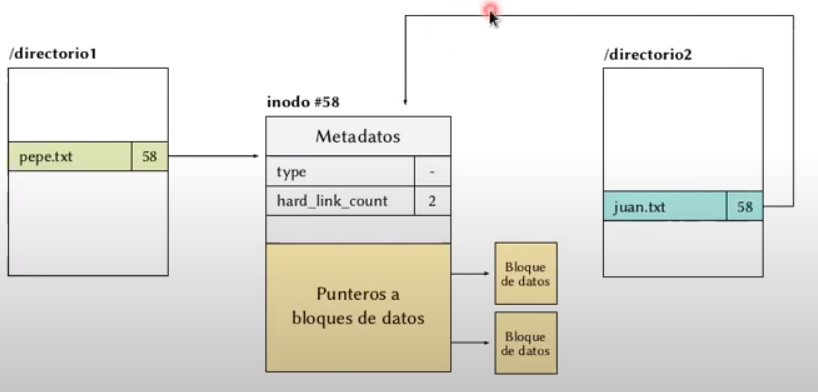 /directorio1
pepe.txt 58
inodo #58
Metadatos
type -
hard_link_count 2
Punteros a
bloques de datos
Bloque
de datos
Bloque
de datos
/directorio2
juan.txt 58